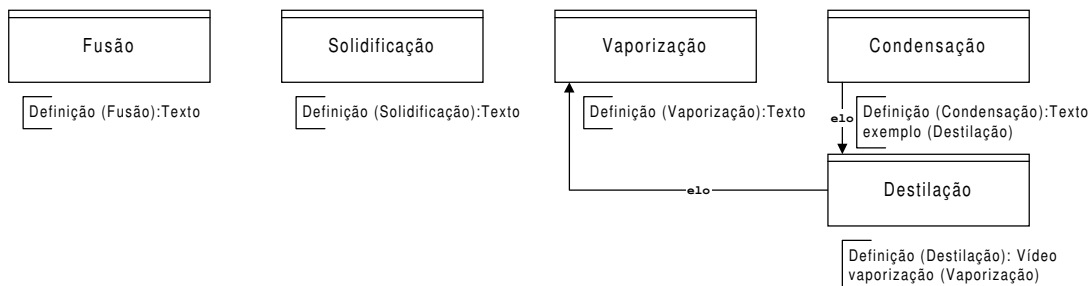 Fusão
Solidificação
Vaporização
Condensação
Definição (Fusão):Texto
Definição (Solidificação):Texto
Definição (Vaporização):Texto
elo
Definição (Condensação):Texto
exemplo (Destilação)
elo
Destilação
Definição (Destilação): Vídeo
vaporização (Vaporização)